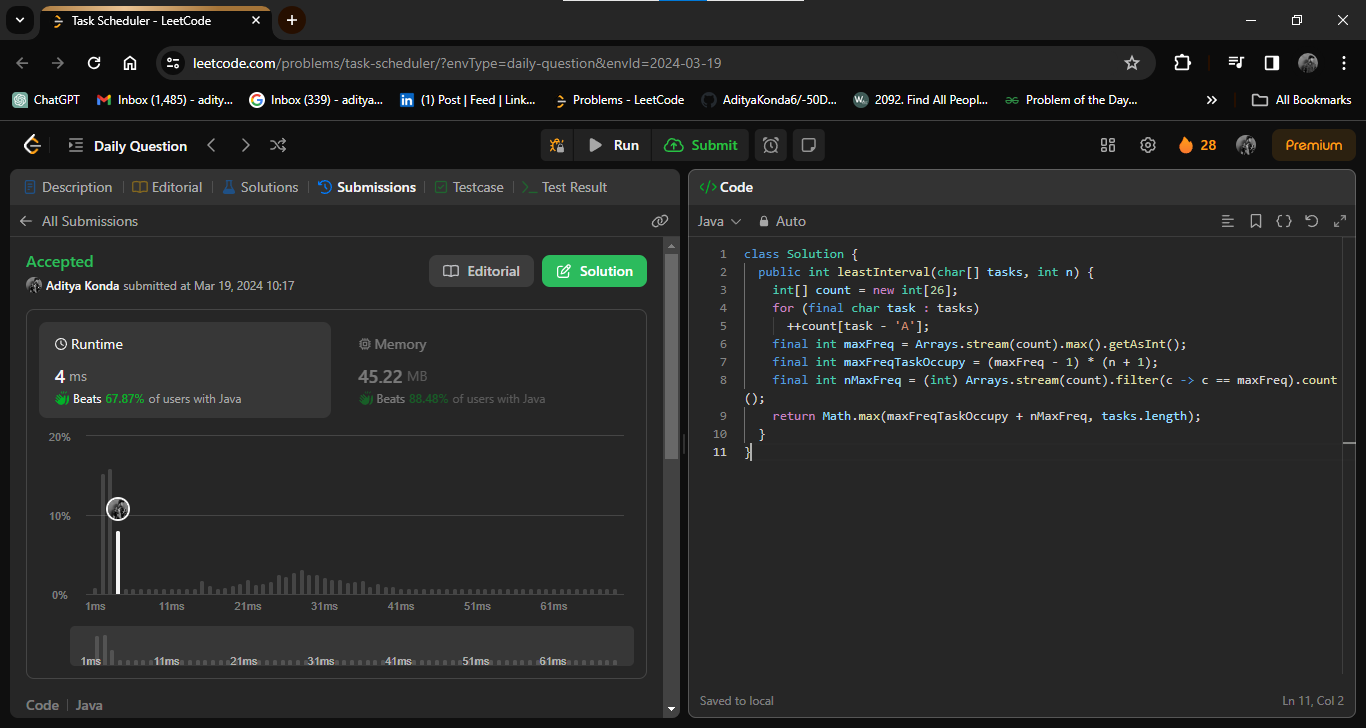 Task Scheduler - LeetCode
leetcode.com/problems/task-scheduler/?envType=daily-question&envId=2024-03-19
ChatGPT
Inbox (1,485) - adity...
Inbox (339) - aditya...
(1) Post | Feed | Link...
Problems - LeetCode
AdityaKonda6/-50D...
2092. Find All Peopl...
Problem of the Day...
All Bookmarks
Daily Question
Run
Submit
28
Premium
Description
Editorial
Solutions
Submissions
Testcase
Test Result
All Submissions
Accepted
Aditya Konda submitted at Mar 19, 2024 10:17
Editorial
Solution
Runtime
4 ms
Beats 67.87% of users with Java
Memory
45.22 MB
Beats 88.48% of users with Java
20%
10%
0%
1ms 11ms 21ms 31ms 41ms 51ms 61ms
1ms 11ms 21ms 31ms 41ms 51ms 61ms
Code | Java
</> Code
Java
Auto
1 class Solution {
2 public int leastInterval(char[] tasks, int n) {
3 int[] count = new int[26];
4 for (final char task : tasks)
5 ++count[task - 'A'];
6 final int maxFreq = Arrays.stream(count).max().getAsInt();
7 final int maxFreqTaskOccupy = (maxFreq - 1) * (n + 1);
8 final int nMaxFreq = (int) Arrays.stream(count).filter(c -> c == maxFreq).count
();
9 return Math.max(maxFreqTaskOccupy + nMaxFreq, tasks.length);
10 }
11 }
Saved to local
Ln 11, Col 2